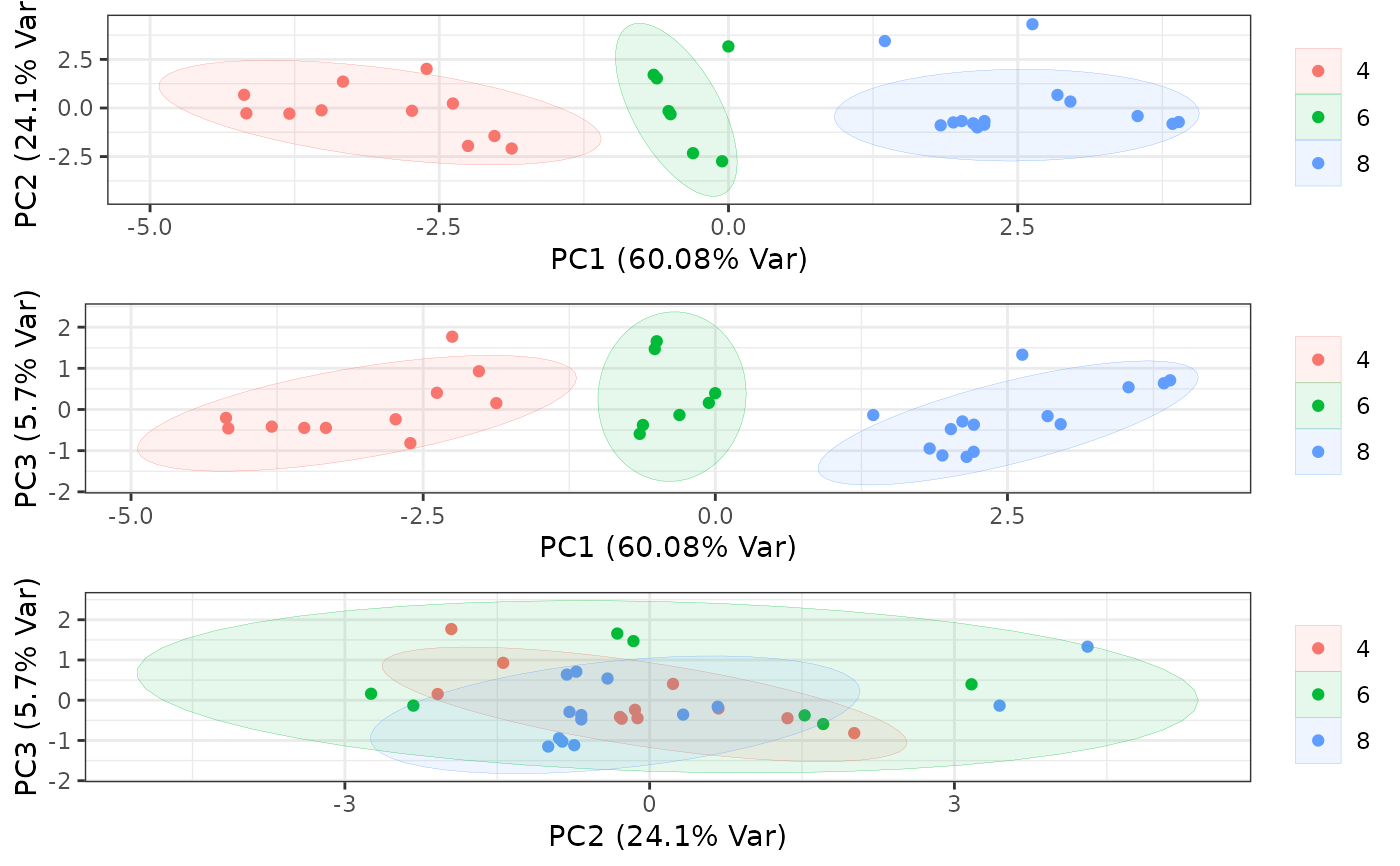 PC2 (24.1% Var)
2.5
0.0
-2.5
-5.0 -2.5 0.0 2.5
PC1 (60.08% Var)
4
6
8
PC3 (5.7% Var)
2
1
0
-1
-2
-5.0 -2.5 0.0 2.5
PC1 (60.08% Var)
4
6
8
PC3 (5.7% Var)
2
1
0
-1
-2
-3 0 3
PC2 (24.1% Var)
4
6
8